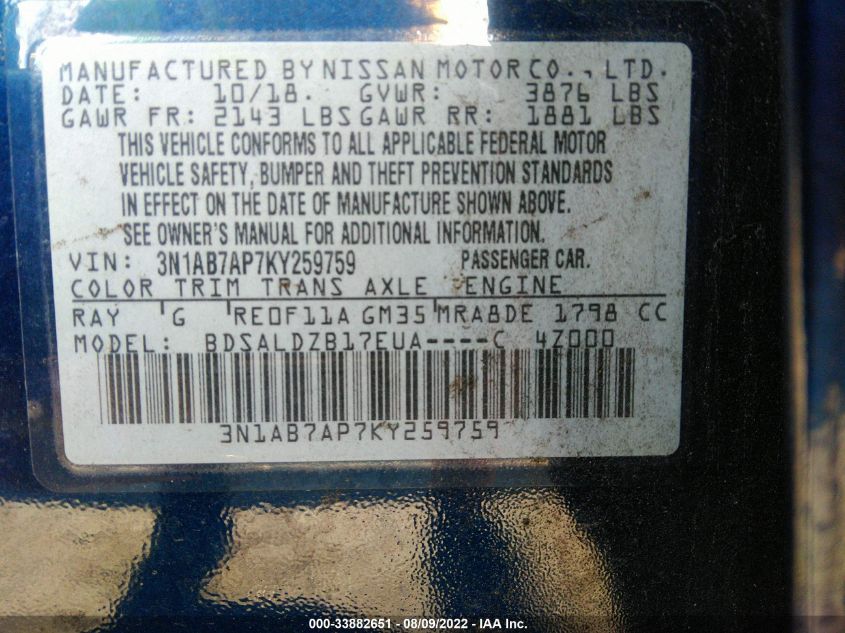 MANUFACTURED BY NISSAN MOTOR CO., LTD.
DATE: 10/18. GVWR: 3876 LBS
GAWR FR: 2143 LBS GAWR RR: 1881 LBS
THIS VEHICLE CONFORMS TO ALL APPLICABLE FEDERAL MOTOR
VEHICLE SAFETY, BUMPER AND THEFT PREVENTION STANDARDS
IN EFFECT ON THE DATE OF MANUFACTURE SHOWN ABOVE.
SEE OWNER'S MANUAL FOR ADDITIONAL INFORMATION.
VIN: 3N1AB7AP7KY259759 PASSENGER CAR.
COLOR TRIM TRANS AXLE ENGINE
RAY G RE0F11A GM35 MRA8DE 1798 CC
MODEL: BDSALDZB17EUA----C 4Z000
3N1AB7AP7KY259759
000-33882651 - 08/09/2022 - IAA Inc.